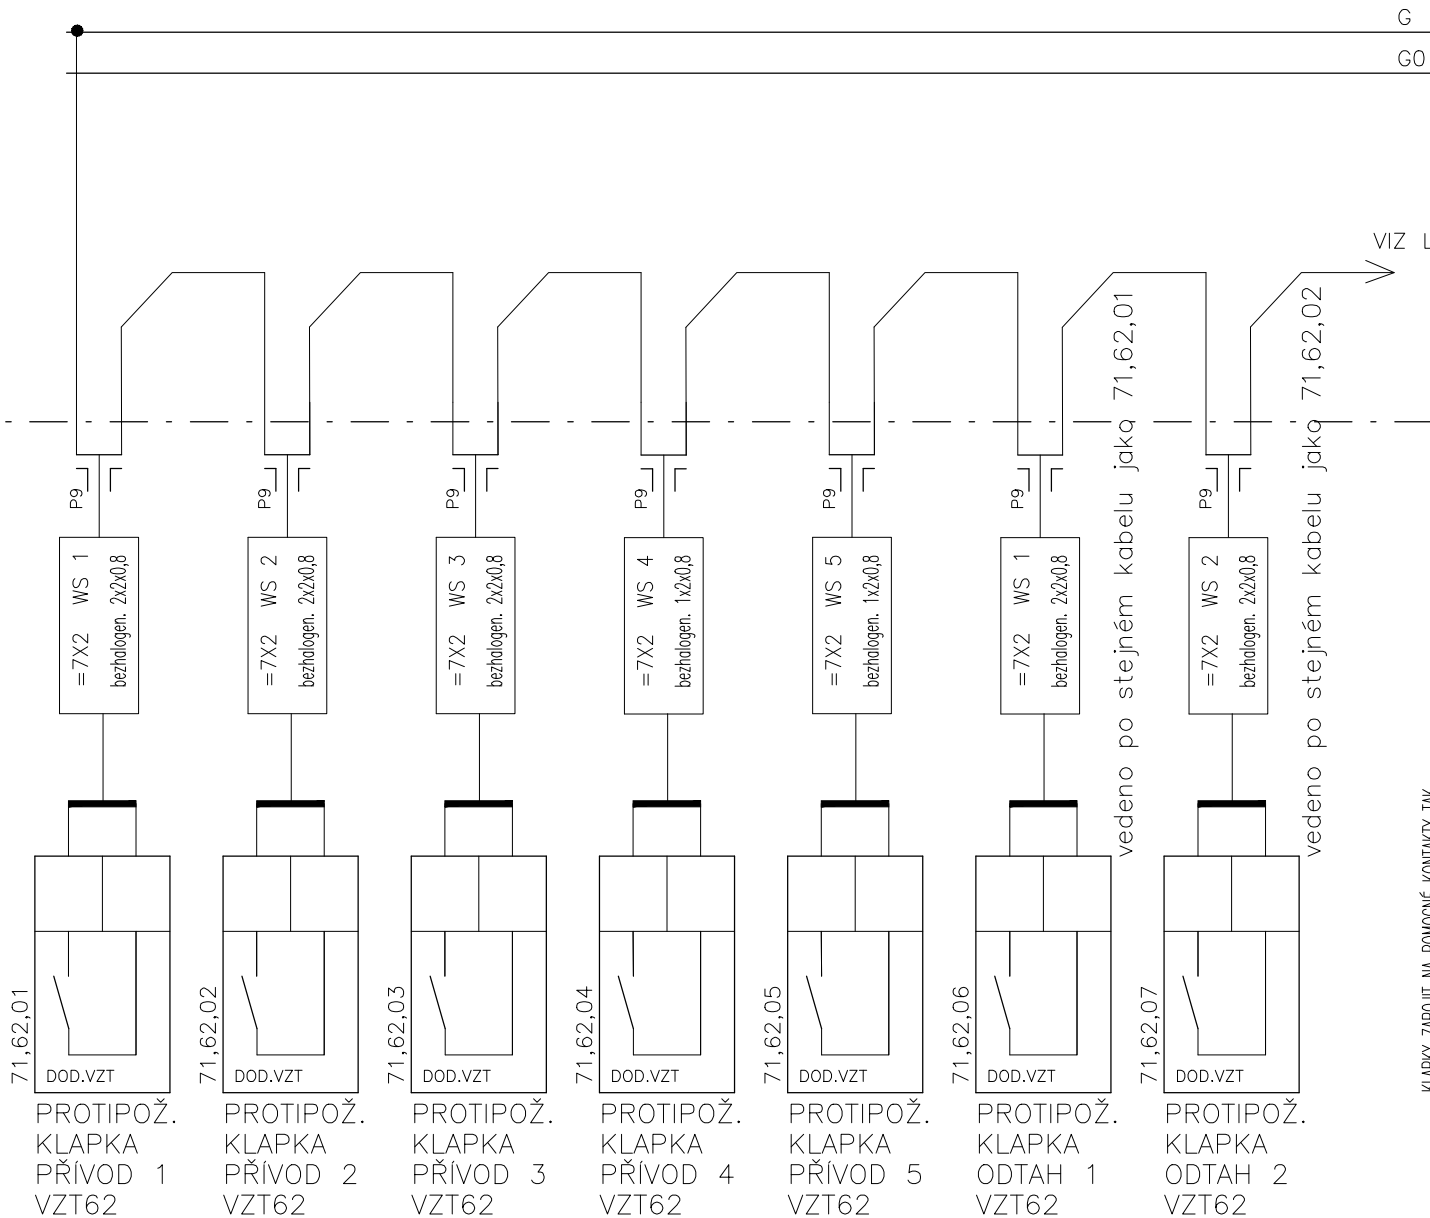 G
G0
VIZ
P9
P9
P9
P9
P9
P9
P9
=7X2 WS 1
bezhalogen. 2x2x0,8
=7X2 WS 2
bezhalogen. 2x2x0,8
=7X2 WS 3
bezhalogen. 2x2x0,8
=7X2 WS 4
bezhalogen. 1x2x0,8
=7X2 WS 5
bezhalogen. 1x2x0,8
=7X2 WS 1
bezhalogen. 2x2x0,8
vedeno po stejném kabelu jako 71,62,01
=7X2 WS 2
bezhalogen. 2x2x0,8
vedeno po stejném kabelu jako 71,62,02
71,62,01
DOD.VZT
PROTIPOŽ.
KLAPKA
PŘÍVOD 1
VZT62
71,62,02
DOD.VZT
PROTIPOŽ.
KLAPKA
PŘÍVOD 2
VZT62
71,62,03
DOD.VZT
PROTIPOŽ.
KLAPKA
PŘÍVOD 3
VZT62
71,62,04
DOD.VZT
PROTIPOŽ.
KLAPKA
PŘÍVOD 4
VZT62
71,62,05
DOD.VZT
PROTIPOŽ.
KLAPKA
PŘÍVOD 5
VZT62
71,62,06
DOD.VZT
PROTIPOŽ.
KLAPKA
ODTAH 1
VZT62
71,62,07
DOD.VZT
PROTIPOŽ.
KLAPKA
ODTAH 2
VZT62